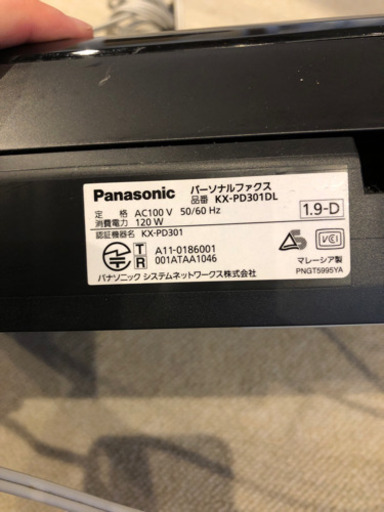 Panasonic パーソナルファクス
品番 KX-PD301DL
定 格 AC100 V 50/60 Hz
消費電力 120 W
1.9-D
認証機器名 KX-PD301
T A11-0186001
R 001ATAA1046
VCCI
パナソニック システムネットワークス株式会社
マレーシア製
PNGT5995YA